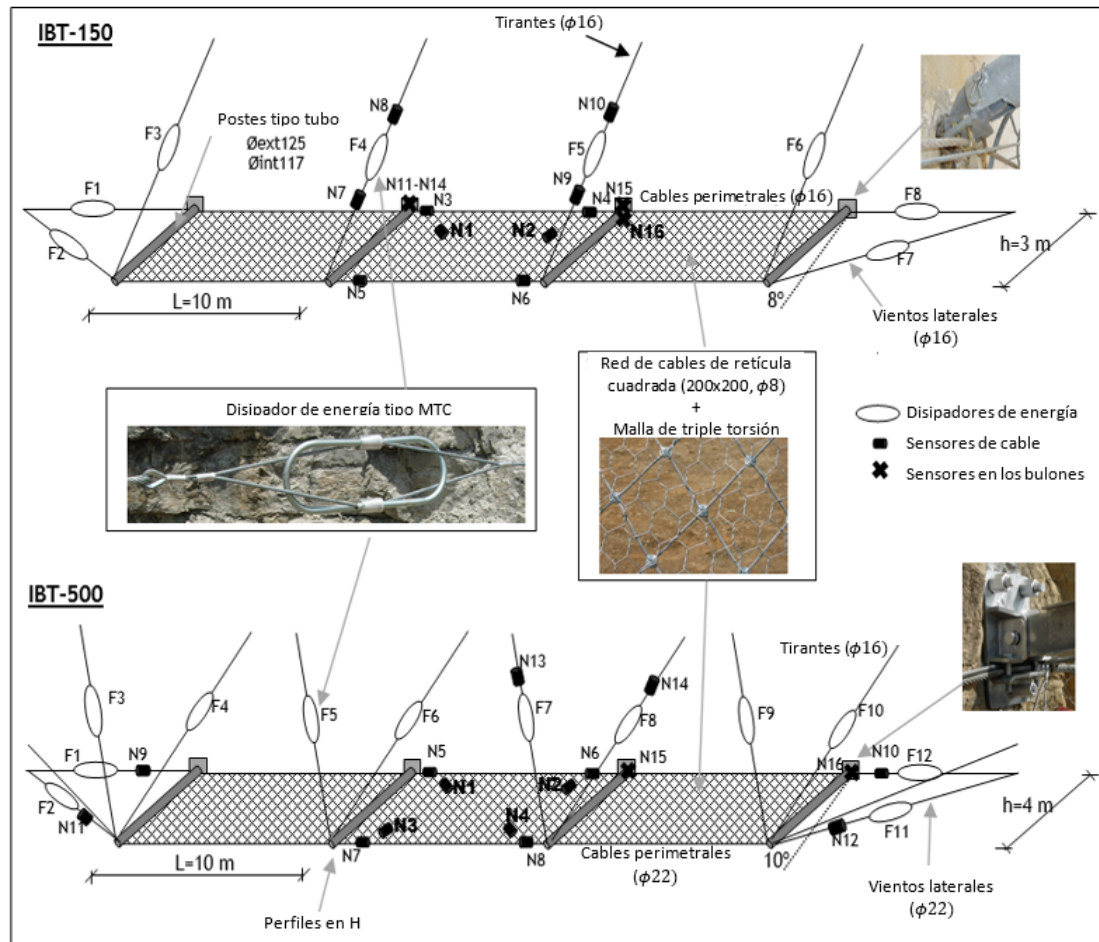 IBT-150
Tirantes (ϕ16)
N8
N10
Postes tipo tubo
Øext125
Øint117
F3
F4
F5
F6
N7
N11-N14
N3
N9
N4
N15
Cables perimetrales (ϕ16)
F1
F8
N1
N2
N16
F2
F7
h=3 m
N5
N6
8º
L=10 m
Vientos laterales
(ϕ16)
Disipador de energía tipo MTC
Red de cables de retícula
cuadrada (200x200, ϕ8)
+
Malla de triple torsión
Disipadores de energía
Sensores de cable
Sensores en los bulones
IBT-500
Tirantes (ϕ16)
N13
N14
F3
F4
F5
F6
F7
F8
F9
F10
F1
N9
N5
N6
N15
N16
N10
F12
F2
N1
N2
N11
N3
N4
N12
F11
h=4 m
N7
N8
Cables perimetrales
(ϕ22)
10º
L=10 m
Vientos laterales
(ϕ22)
Perfiles en H